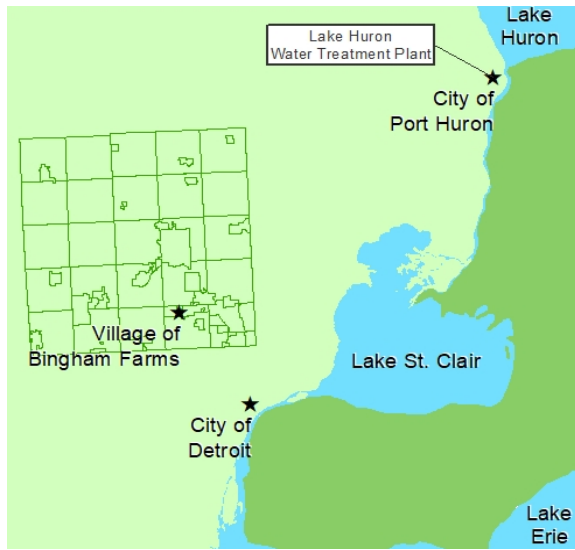 Lake
Huron
Lake Huron
Water Treatment Plant
City of
Port Huron
Village of
Bingham Farms
Lake St. Clair
City of
Detroit
Lake
Erie